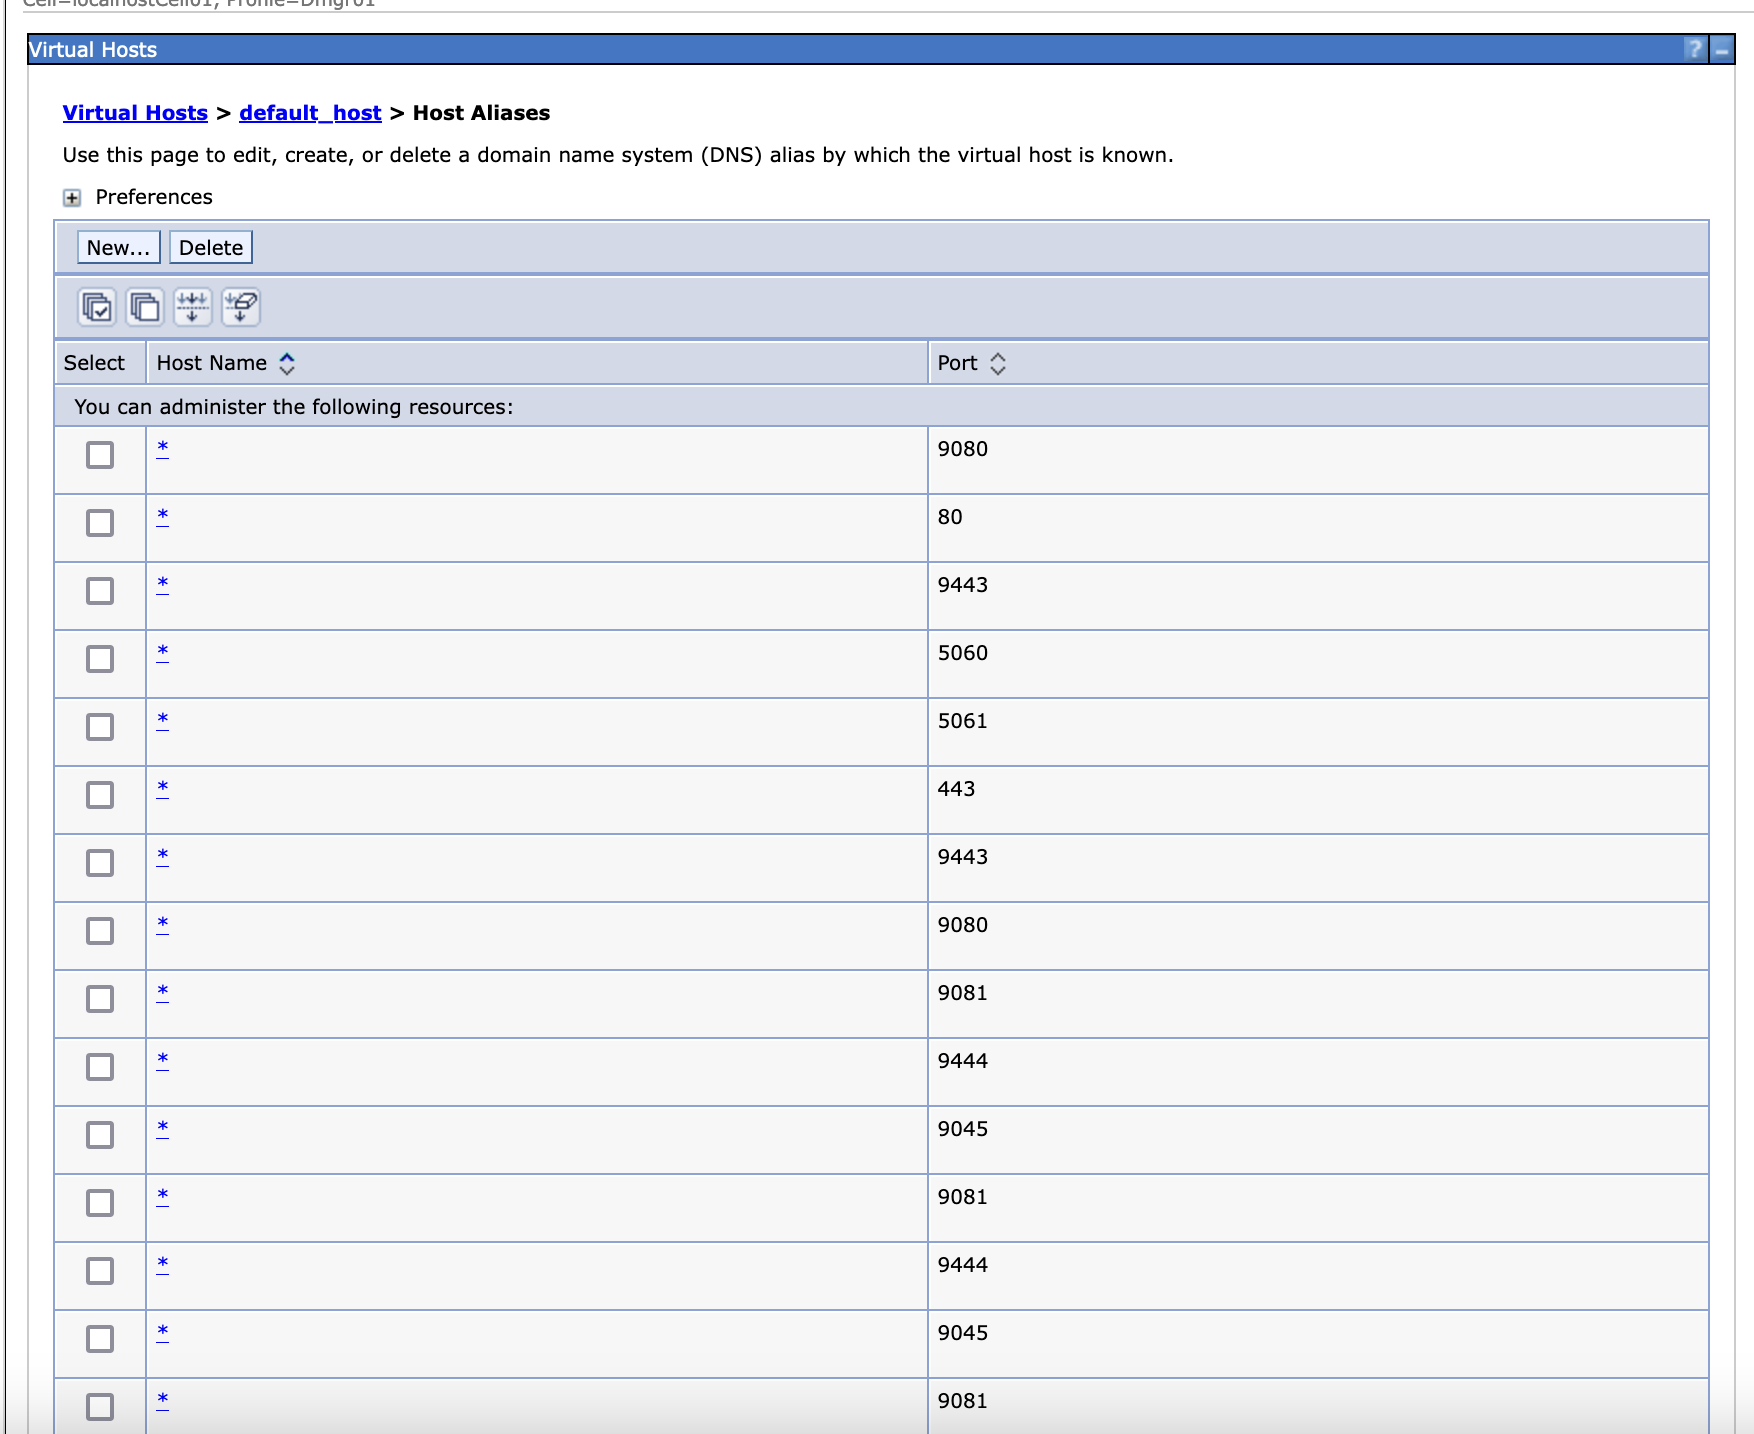 Cell=localhostCell01, Profile=Dmgr01
Virtual Hosts ? –
Virtual Hosts > default_host > Host Aliases
Use this page to edit, create, or delete a domain name system (DNS) alias by which the virtual host is known.
+ Preferences
New... Delete
Select Host Name Port
You can administer the following resources:
* 9080
* 80
* 9443
* 5060
* 5061
* 443
* 9443
* 9080
* 9081
* 9444
* 9045
* 9081
* 9444
* 9045
* 9081